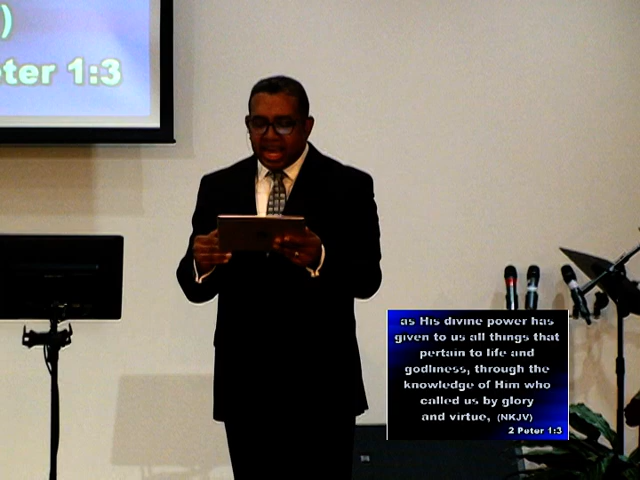 )
eter 1:3
as His divine power has
given to us all things that
pertain to life and
godliness, through the
knowledge of Him who
called us by glory
and virtue, (NKJV)
2 Peter 1:3